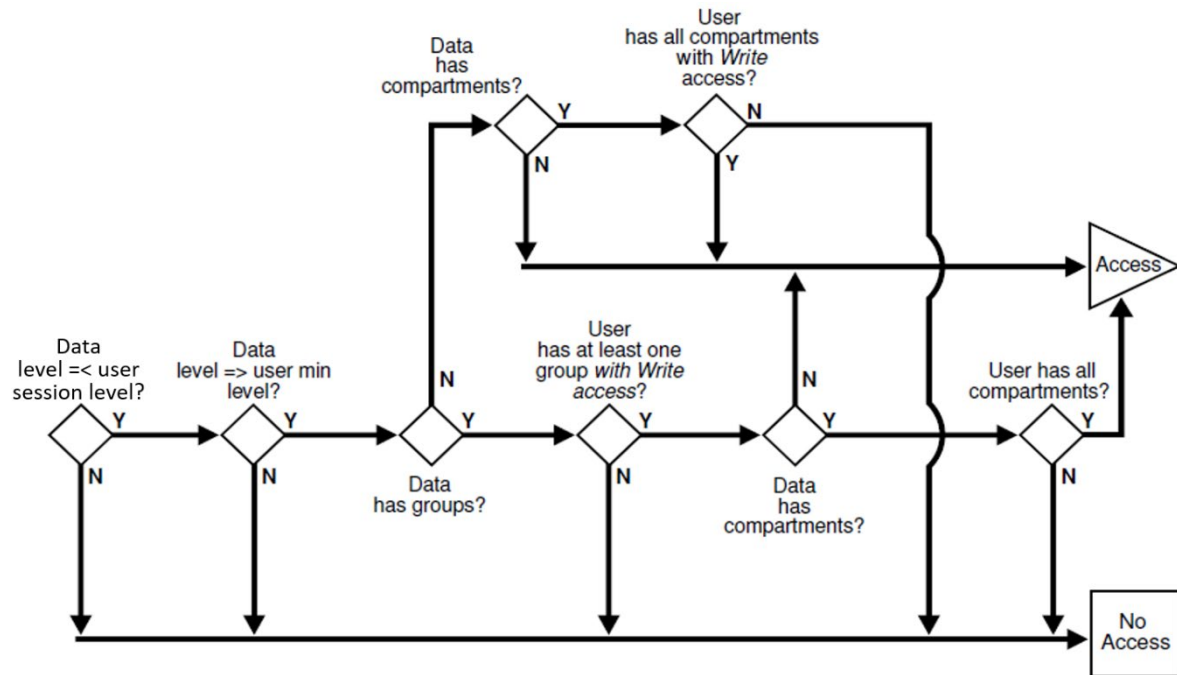 User
has all compartments
with Write
access?
Data
has
compartments?
Y
N
N
Y
Access
Data
level =< user
session level?
Data
level => user min
level?
User
has at least one
group with Write
access?
User has all
compartments?
N
N
Y
Y
Y
Y
Y
Y
N
N
Data
has groups?
N
Data
has
compartments?
N
No
Access